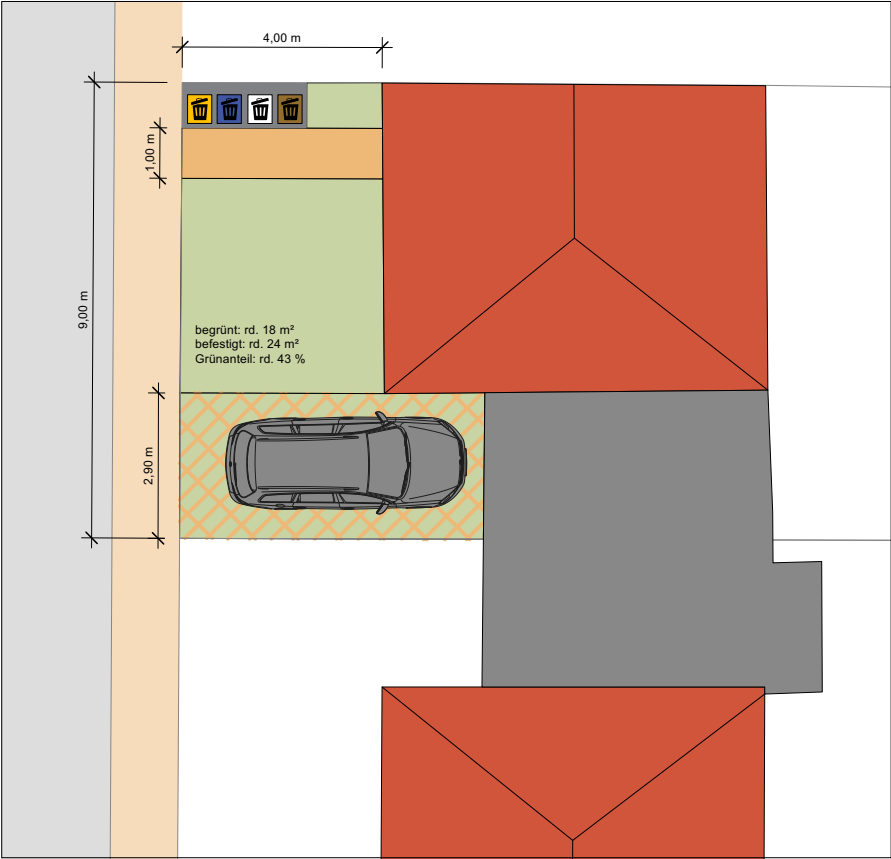 4,00 m
1,00 m
9,00 m
begrünt: rd. 18 m²
befestigt: rd. 24 m²
Grünanteil: rd. 43 %
2,90 m